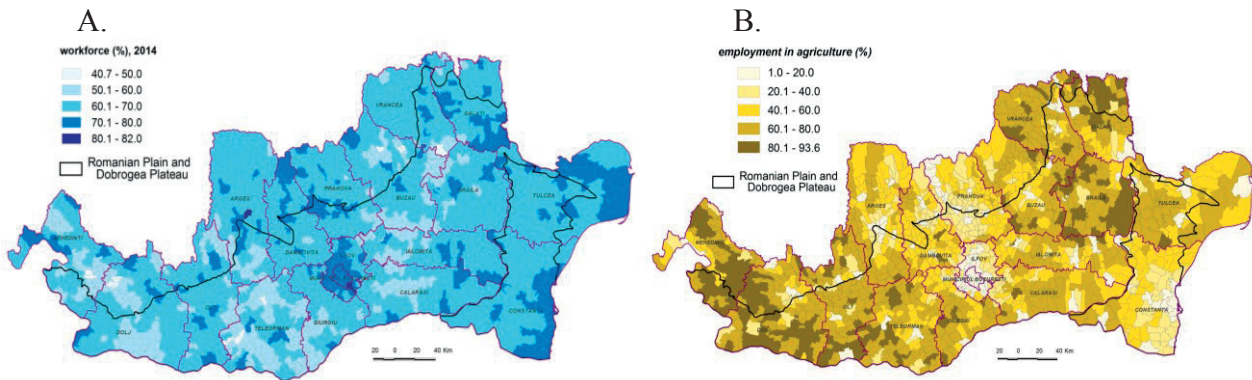 A.
workforce (%), 2014
40.7 - 50.0
50.1 - 60.0
60.1 - 70.0
70.1 - 80.0
80.1 - 82.0
Romanian Plain and
Dobrogea Plateau
VRANCEA
GALATI
ARGES
PRAHOVA
BUZAU
BRAILA
TULCEA
MEHEDINTI
DAMBOVITA
IALOMITA
CALARASI
CONSTANTA
DOLJ
TELEORMAN
GIURGIU
20 0 20 40 Km
B.
employment in agriculture (%)
1.0 - 20.0
20.1 - 40.0
40.1 - 60.0
60.1 - 80.0
80.1 - 93.6
Romanian Plain and
Dobrogea Plateau
VRANCEA
ARGES
PRAHOVA
BUZAU
BRAILA
TULCEA
MEHEDINTI
DAMBOVITA
ILFOV
IALOMITA
MUNICIPIUL BUCURESTI
CALARASI
CONSTANTA
OLT
TELEORMAN
20 0 20 40 Km